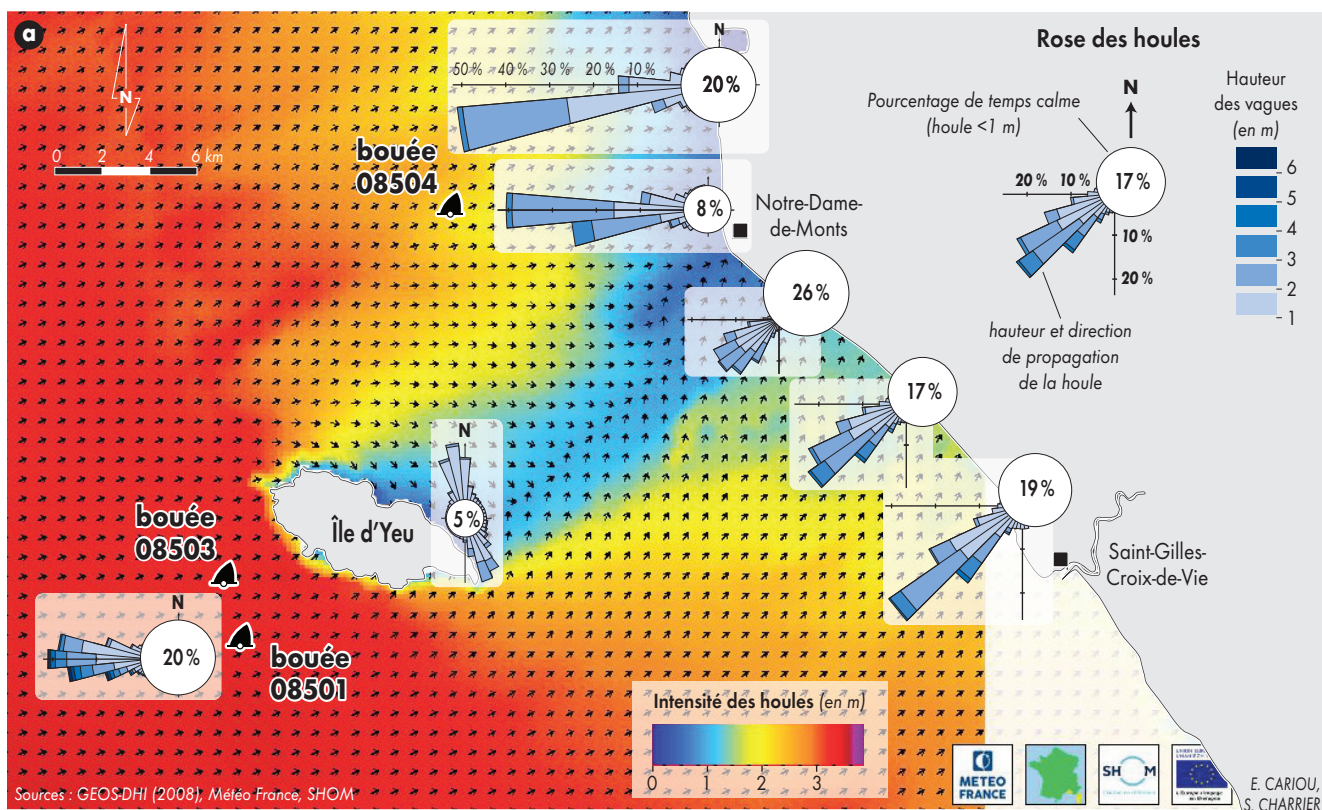 a
N
0 2 4 6 km
N
50 % 40 % 30 % 20 % 10 %
20 %
bouée
08504
8 %
Notre-Dame-
de-Monts
26 %
17 %
19 %
Saint-Gilles-
Croix-de-Vie
N
5 %
Île d'Yeu
bouée
08503
N
20 %
bouée
08501
Rose des houles
Pourcentage de temps calme
(houle <1 m)
N
20 % 10 %
17 %
10 %
20 %
hauteur et direction
de propagation
de la houle
Hauteur
des vagues
(en m)
6
5
4
3
2
1
Intensité des houles (en m)
0 1 2 3
METEO
FRANCE
SHOM
Sources : GEOS-DHI (2008), Météo France, SHOM
E. CARIOU,
S. CHARRIER